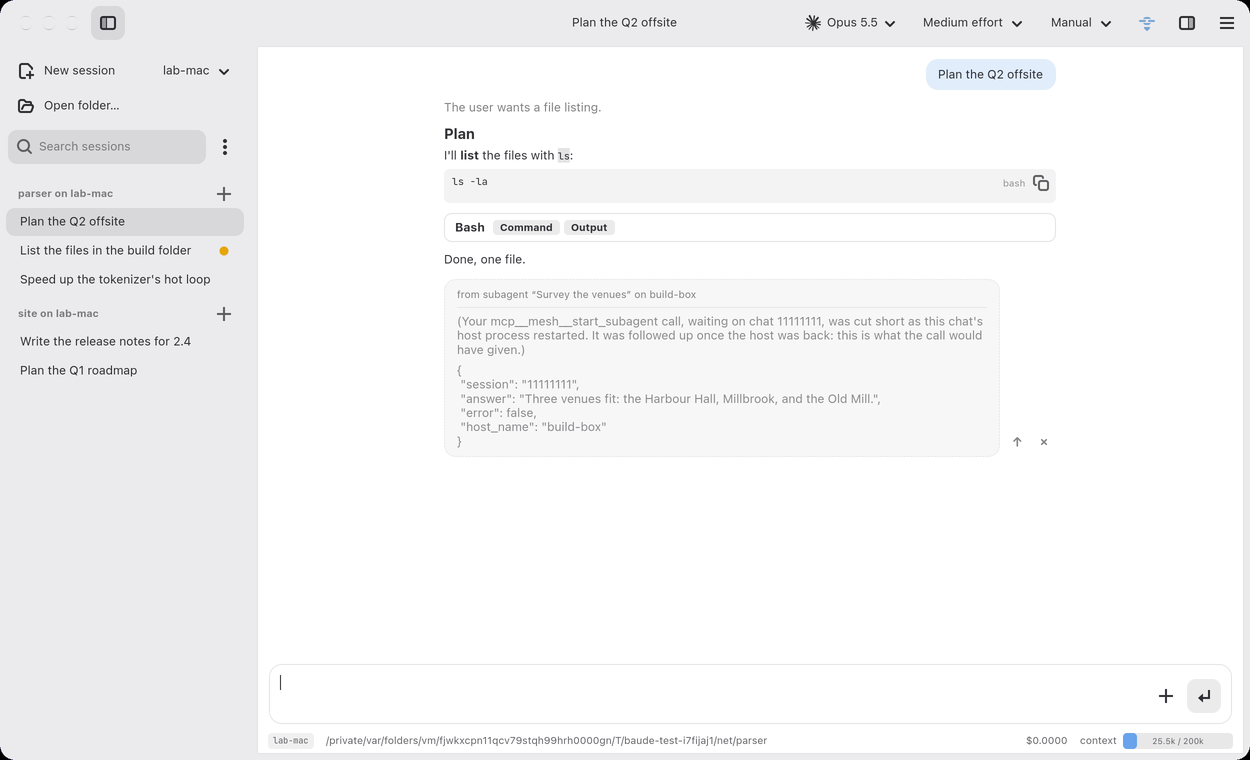 Plan the Q2 offsite
Opus 5.5
Medium effort
Manual
New session
lab-mac
Open folder...
Search sessions
parser on lab-mac
Plan the Q2 offsite
List the files in the build folder
Speed up the tokenizer's hot loop
site on lab-mac
Write the release notes for 2.4
Plan the Q1 roadmap
Plan the Q2 offsite
The user wants a file listing.
Plan
I'll list the files with ls:
ls -la
bash
Bash Command Output
Done, one file.
from subagent "Survey the venues" on build-box
(Your mcp__mesh__start_subagent call, waiting on chat 11111111, was cut short as this chat's
host process restarted. It was followed up once the host was back: this is what the call would
have given.)
{
"session": "11111111",
"answer": "Three venues fit: the Harbour Hall, Millbrook, and the Old Mill.",
"error": false,
"host_name": "build-box"
}
lab-mac
/private/var/folders/vm/fjwkxcpn11qcv79stqh99hrh0000gn/T/baude-test-i7fijaj1/net/parser
$0.0000
context
25.5k / 200k